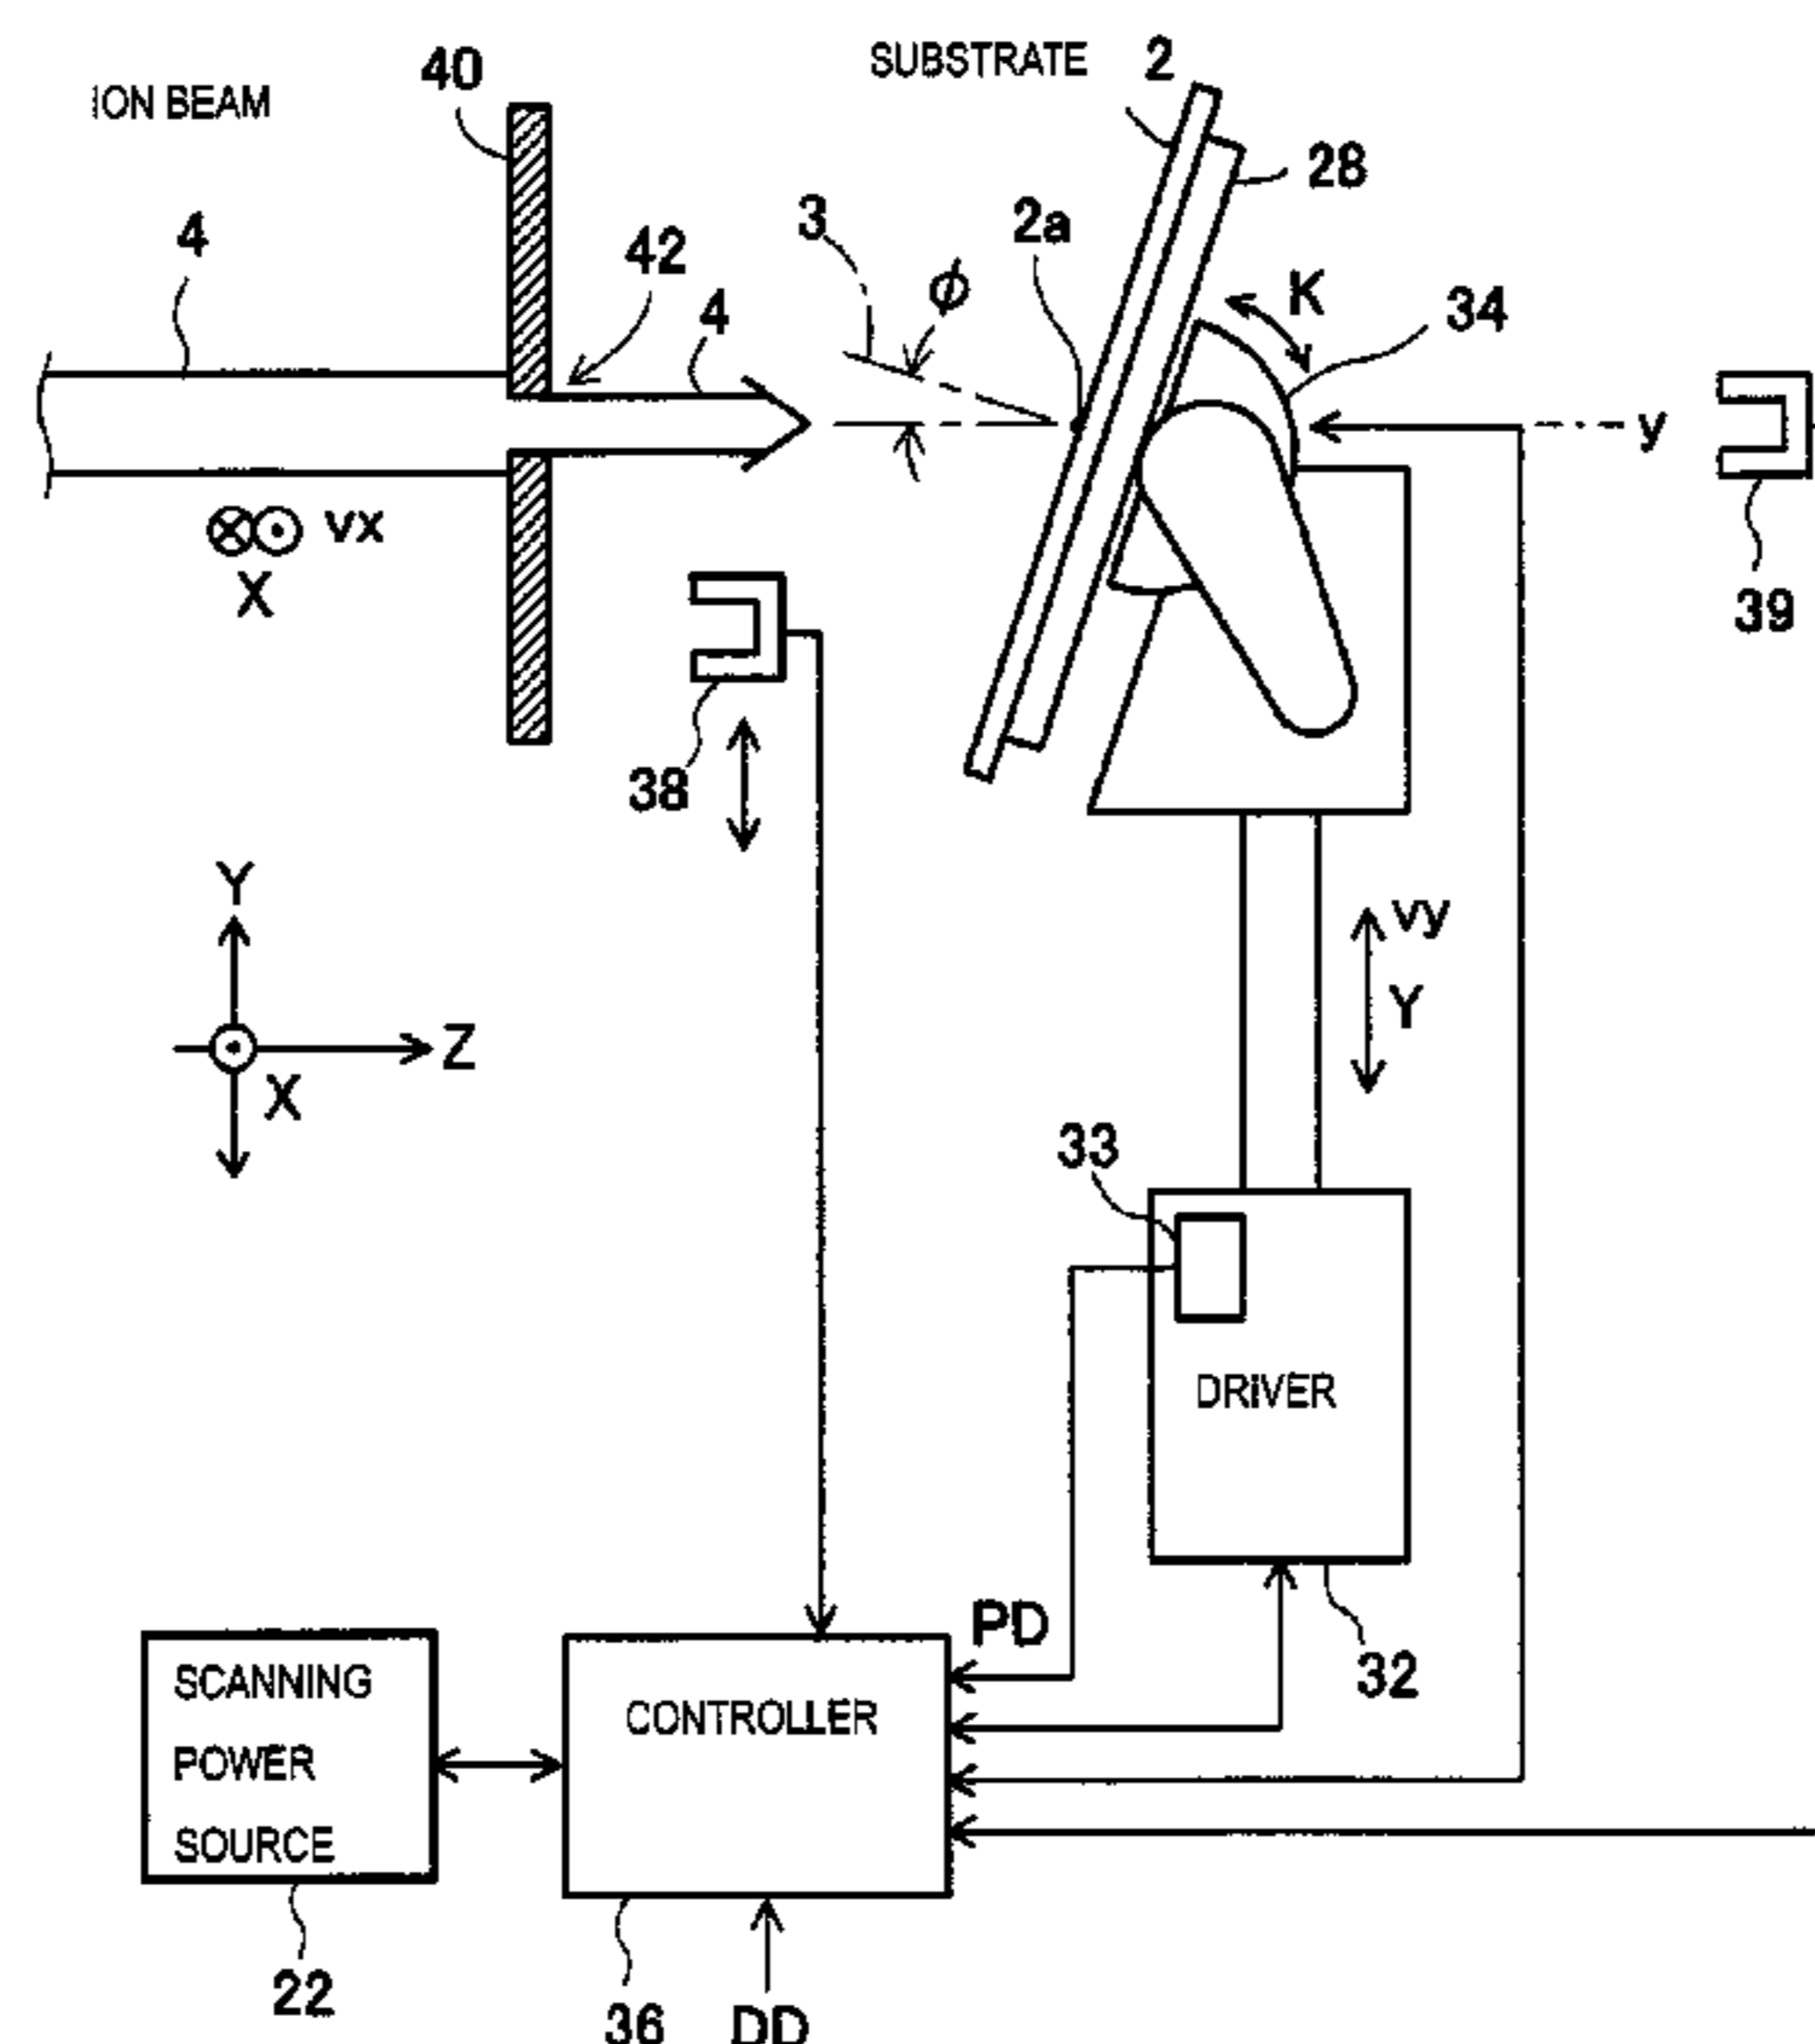 SUBSTRATE 2
40
ION BEAM
28
3
2a
4
42
φ
K
34
4
y
vx
X
39
38
Y
vy
Y
Z
X
33
DRIVER
PD
32
SCANNING
POWER
SOURCE
CONTROLLER
22
36
DD